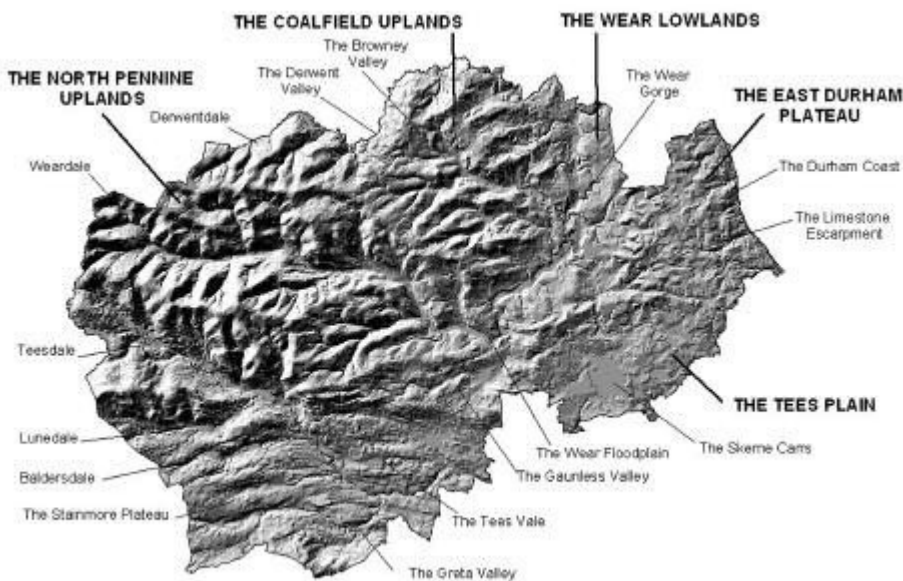 THE COALFIELD UPLANDS
THE WEAR LOWLANDS
The Browney
Valley
The Derwent
Valley
The Wear
Gorge
THE NORTH PENNINE
UPLANDS
Derwentdale
THE EAST DURHAM
PLATEAU
Weardale
The Durham Coast
The Limestone
Escarpment
Teesdale
THE TEES PLAIN
Lunedale
The Wear Floodplain
The Skerne Carrs
Baldersdale
The Gaunless Valley
The Stainmore Plateau
The Tees Vale
The Greta Valley